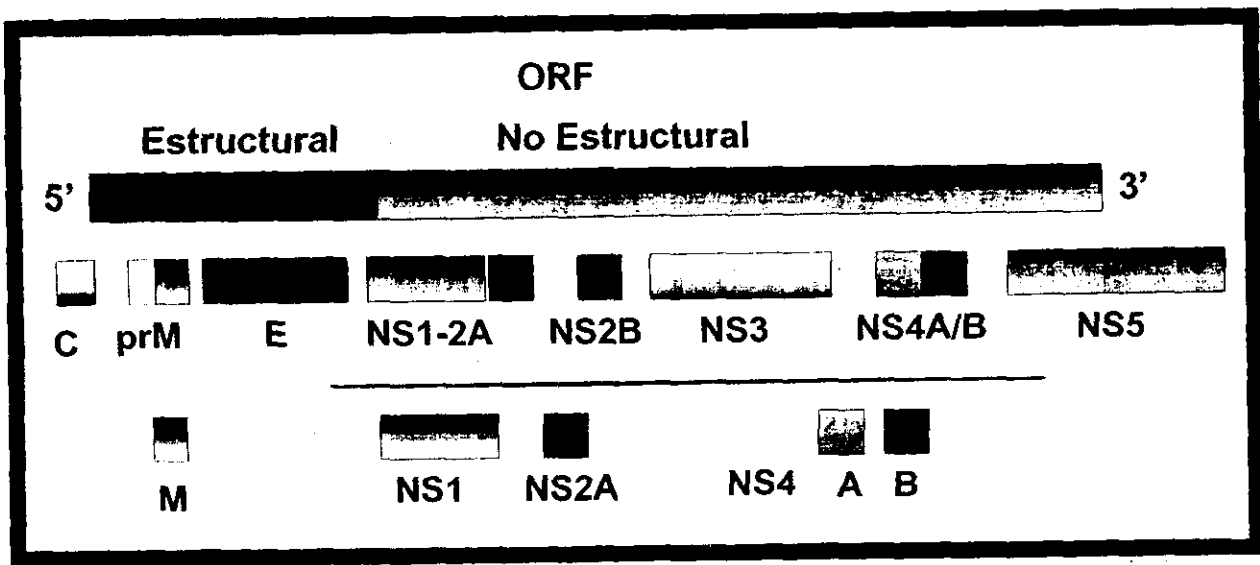 ORF
Estructural No Estructural
5' 3'
C prM E NS1-2A NS2B NS3 NS4A/B NS5
M NS1 NS2A NS4 A B